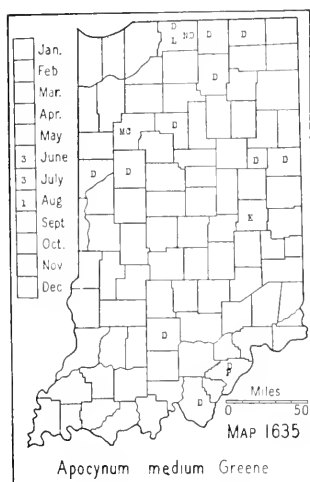 Jan.
Feb
Mar.
Apr.
May
3 June
3 July
1 Aug
Sept
Oct.
Nov
Dec
D
L ND D D
D
MC D
D D D D
K
D
D
D
Miles
0 50
MAP 1635
Apocynum medium Greene